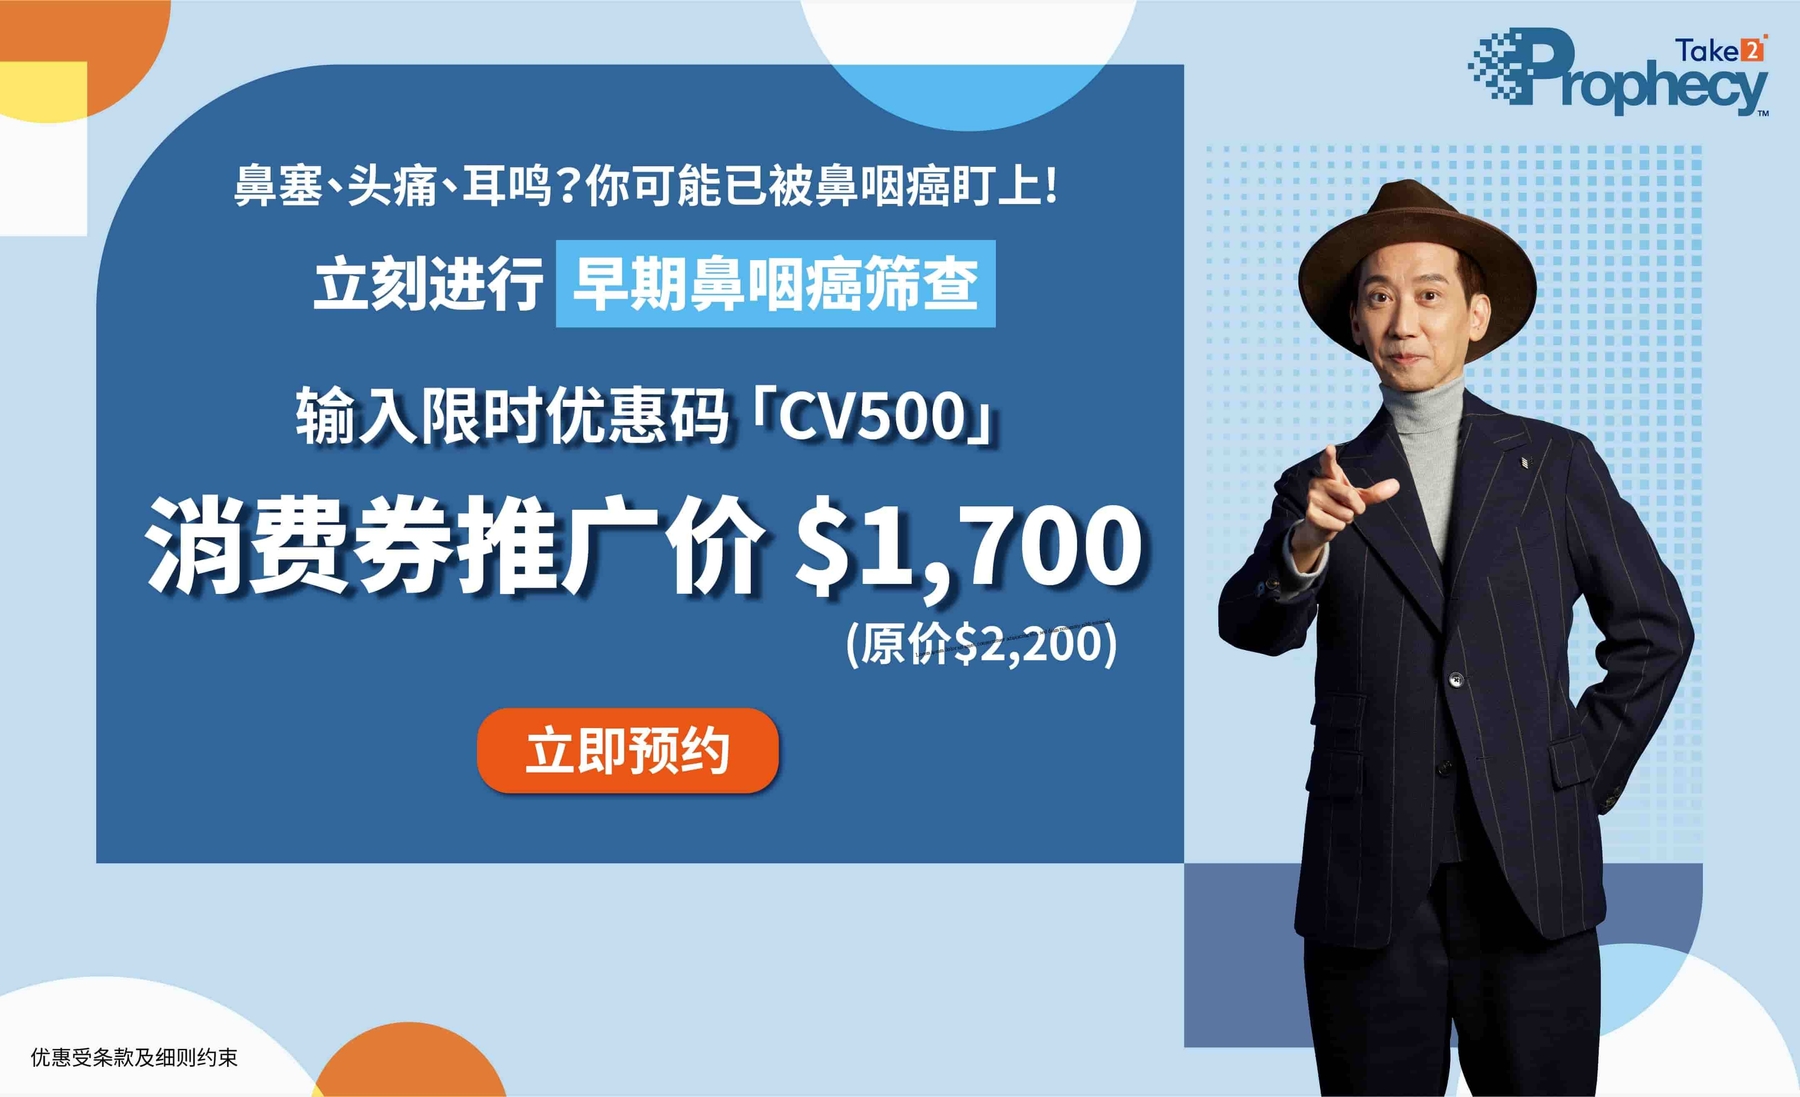 Take2
Prophecy™
鼻塞、头痛、耳鸣？你可能已被鼻咽癌盯上！
立刻进行 早期鼻咽癌筛查
输入限时优惠码「CV500」
消费券推广价 $1,700
(原价$2,200)
立即预约
优惠受条款及细则约束